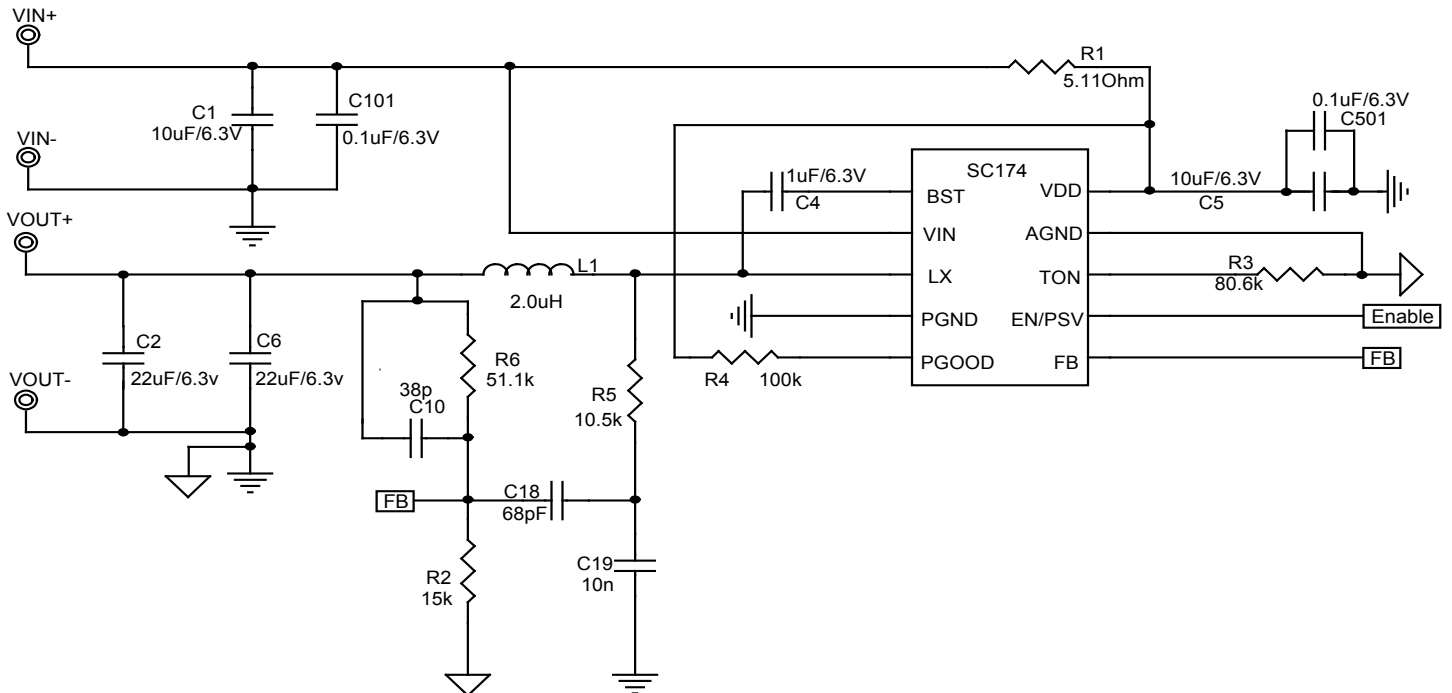 VIN+
R1
5.11Ohm
C1
10uF/6.3V
C101
0.1uF/6.3V
0.1uF/6.3V
C501
VIN-
1uF/6.3V
C4
SC174
BST
VIN
LX
PGND
PGOOD
VDD
AGND
TON
EN/PSV
FB
10uF/6.3V
C5
R3
80.6k
Enable
FB
VOUT+
L1
2.0uH
C2
22uF/6.3v
C6
22uF/6.3v
VOUT-
R6
51.1k
38p
C10
R5
10.5k
R4
100k
FB
C18
68pF
C19
10n
R2
15k